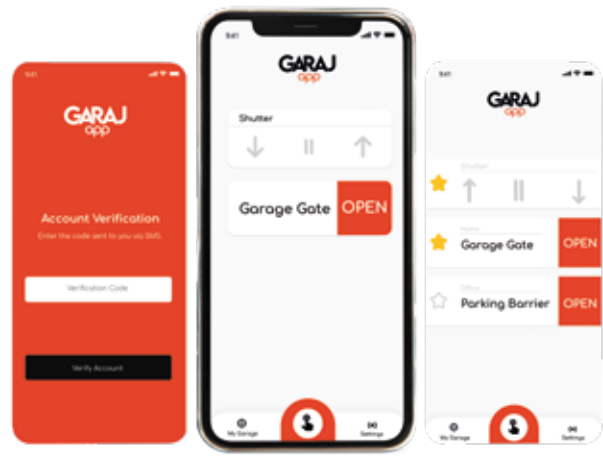 9:41
GARAJ
app
Account Verification
Enter the code sent to you via SMS.
Verification Code
Verify Account
9:41
GARAJ
app
Shutter
Garage Gate
OPEN
My Garage
Settings
9:41
GARAJ
app
Shutter
Home
Garage Gate
OPEN
Office
Parking Barrier
OPEN
My Garage
Settings